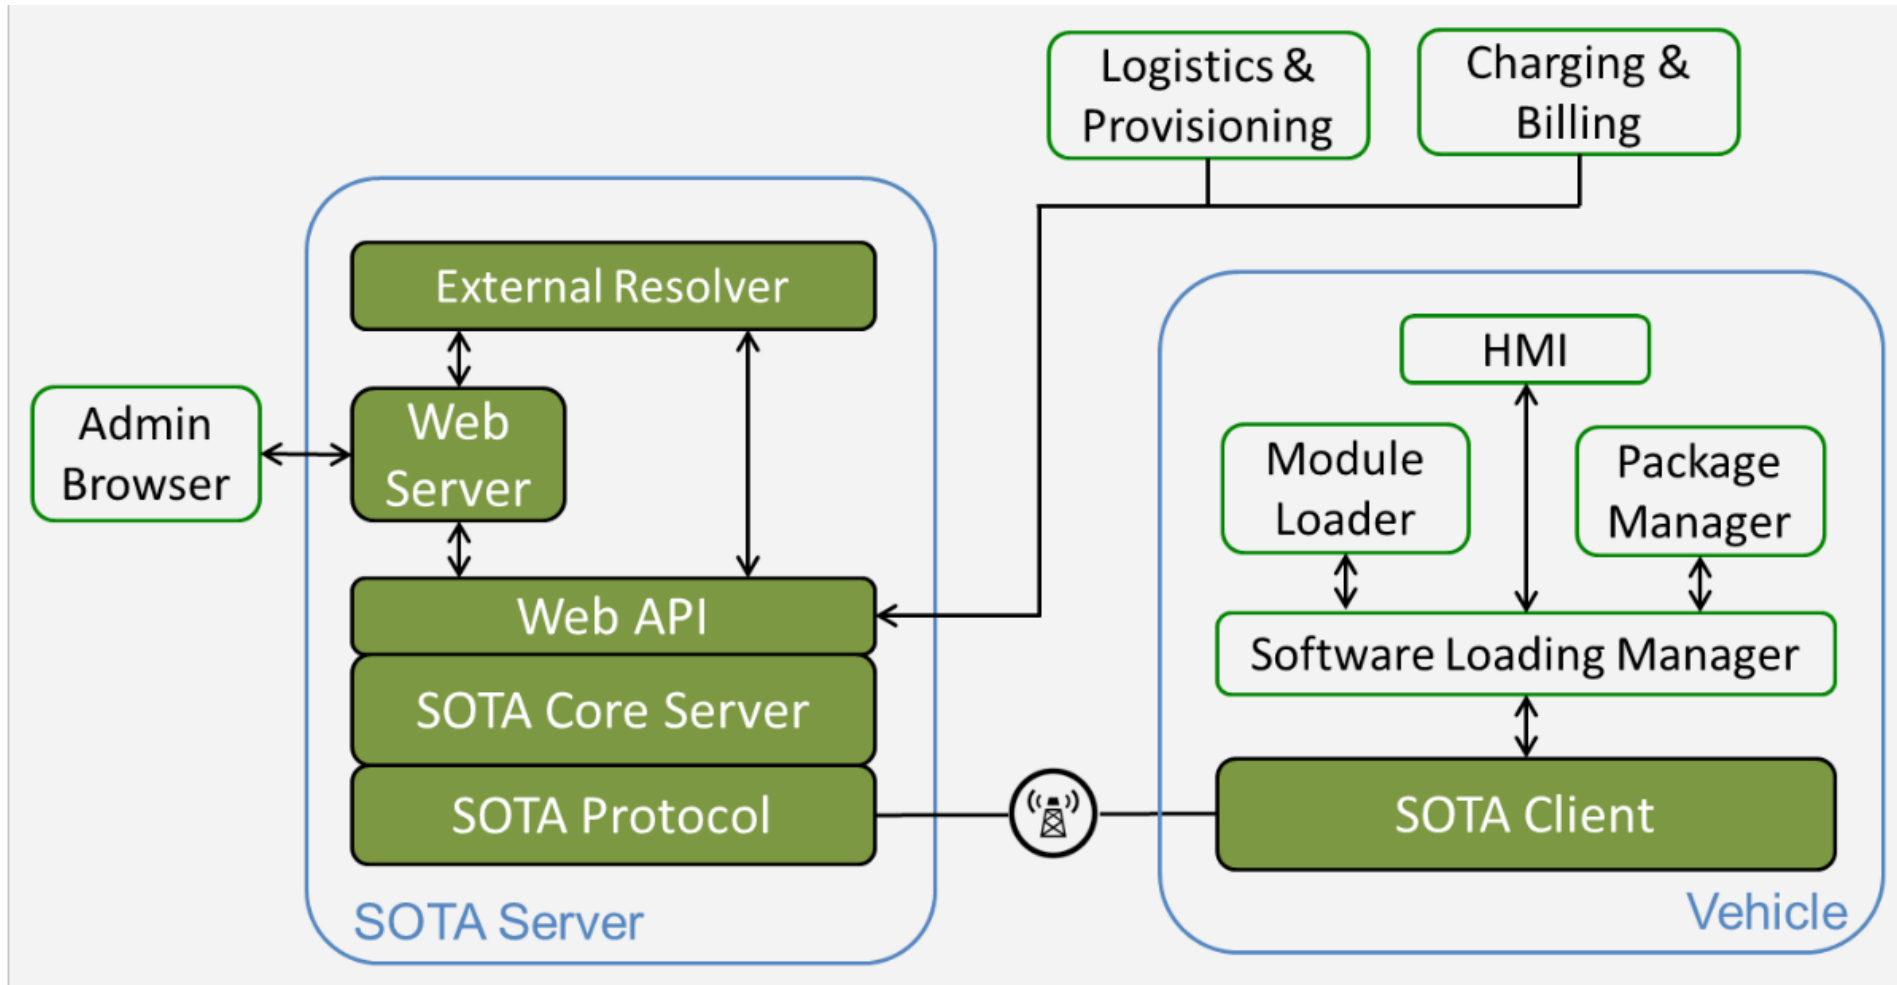 Logistics &
Provisioning
Charging &
Billing
External Resolver
Admin
Browser
Web
Server
Web API
SOTA Core Server
SOTA Protocol
SOTA Server
HMI
Module
Loader
Package
Manager
Software Loading Manager
SOTA Client
Vehicle